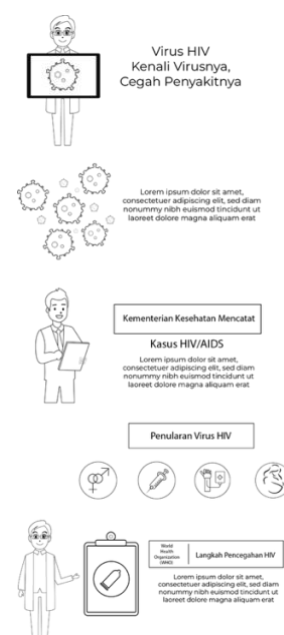 Virus HIV
Kenali Virusnya,
Cegah Penyakitnya
Lorem ipsum dolor sit amet,
consectetuer adipiscing elit, sed diam
nonummy nibh euismod tincidunt ut
laoreet dolore magna aliquam erat
Kementerian Kesehatan Mencatat
Kasus HIV/AIDS
Lorem ipsum dolor sit amet,
consectetuer adipiscing elit, sed diam
nonummy nibh euismod tincidunt ut
laoreet dolore magna aliquam erat
Penularan Virus HIV
World
Health
Organization
(WHO)
Langkah Pencegahan HIV
Lorem ipsum dolor sit amet,
consectetuer adipiscing elit, sed diam
nonummy nibh euismod tincidunt ut
laoreet dolore magna aliquam erat